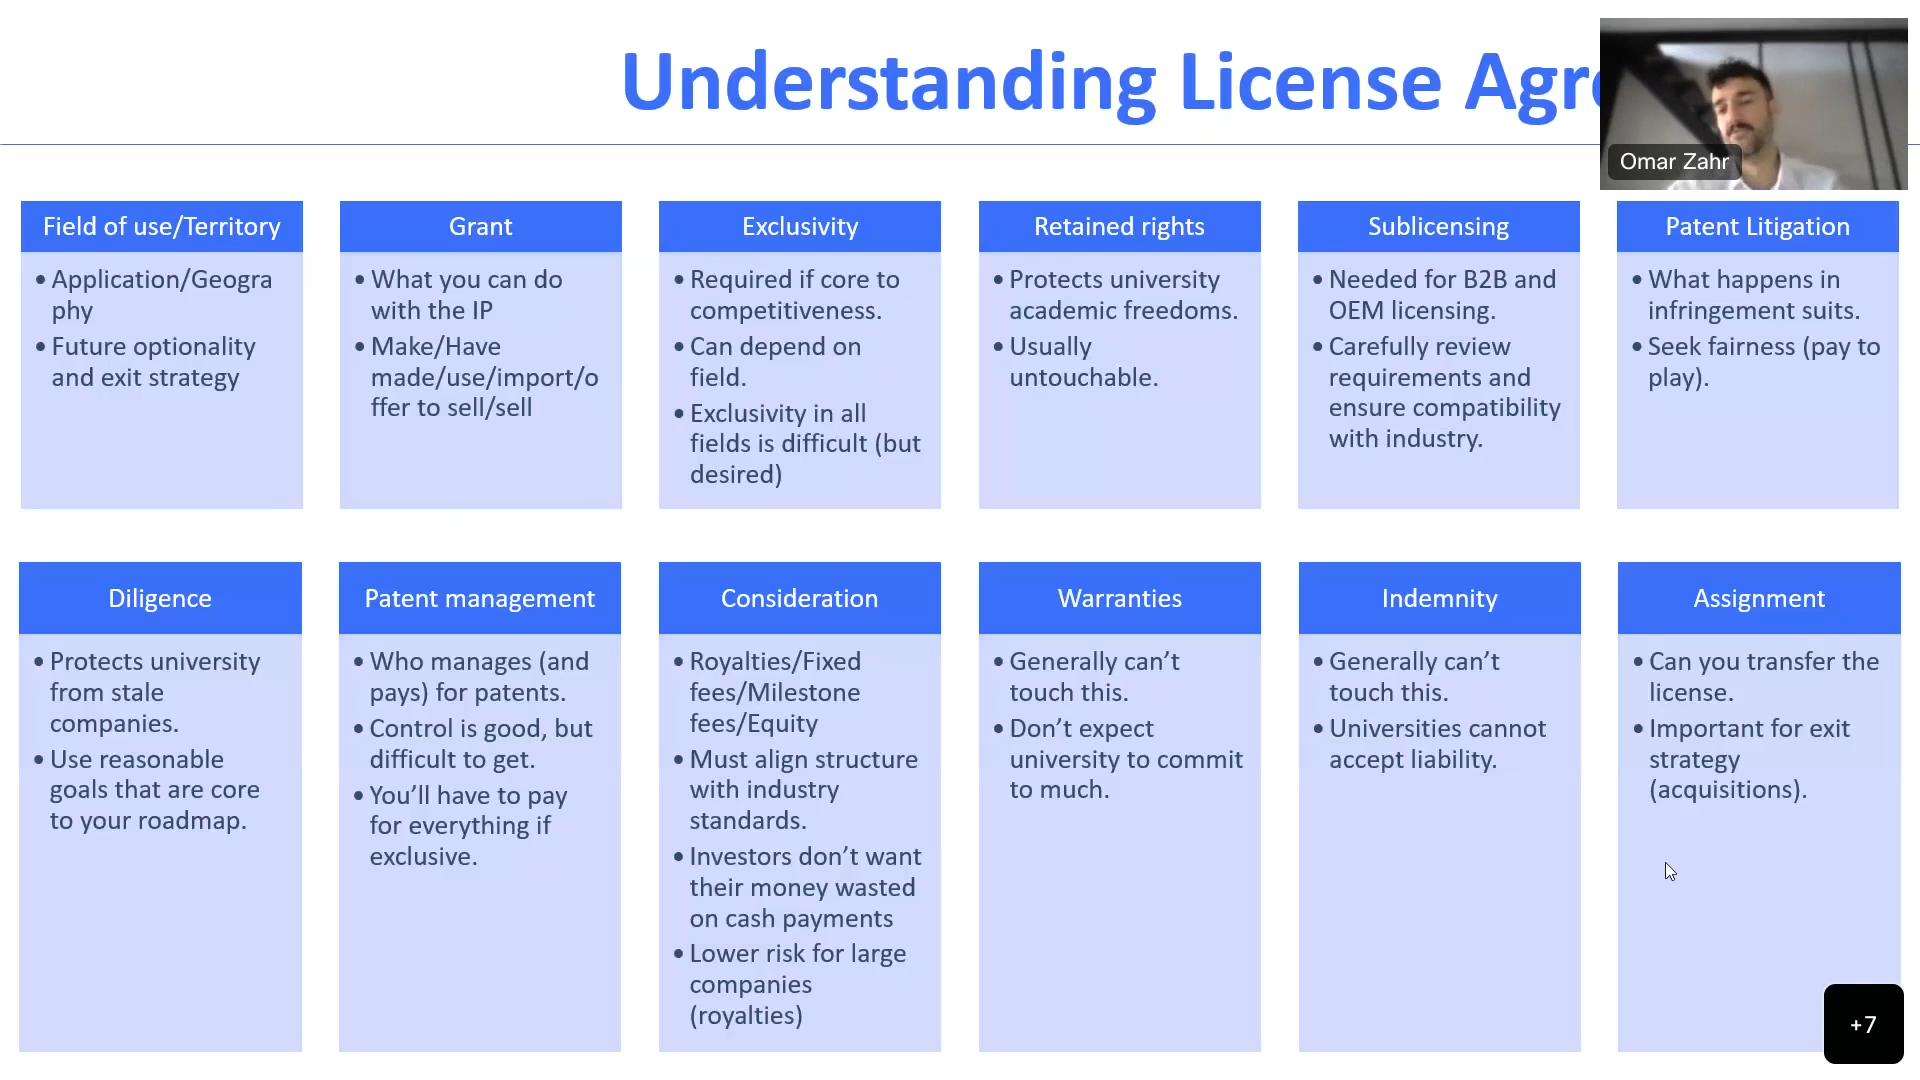 Understanding License Agre
Omar Zahr
Field of use/Territory
• Application/Geogra
phy
• Future optionality
and exit strategy
Grant
• What you can do
with the IP
• Make/Have
made/use/import/o
ffer to sell/sell
Exclusivity
• Required if core to
competitiveness.
• Can depend on
field.
• Exclusivity in all
fields is difficult (but
desired)
Retained rights
• Protects university
academic freedoms.
• Usually
untouchable.
Sublicensing
• Needed for B2B and
OEM licensing.
• Carefully review
requirements and
ensure compatibility
with industry.
Patent Litigation
• What happens in
infringement suits.
• Seek fairness (pay to
play).
Diligence
• Protects university
from stale
companies.
• Use reasonable
goals that are core
to your roadmap.
Patent management
• Who manages (and
pays) for patents.
• Control is good, but
difficult to get.
• You’ll have to pay
for everything if
exclusive.
Consideration
• Royalties/Fixed
fees/Milestone
fees/Equity
• Must align structure
with industry
standards.
• Investors don’t want
their money wasted
on cash payments
• Lower risk for large
companies
(royalties)
Warranties
• Generally can’t
touch this.
• Don’t expect
university to commit
to much.
Indemnity
• Generally can’t
touch this.
• Universities cannot
accept liability.
Assignment
• Can you transfer the
license.
• Important for exit
strategy
(acquisitions).
+7